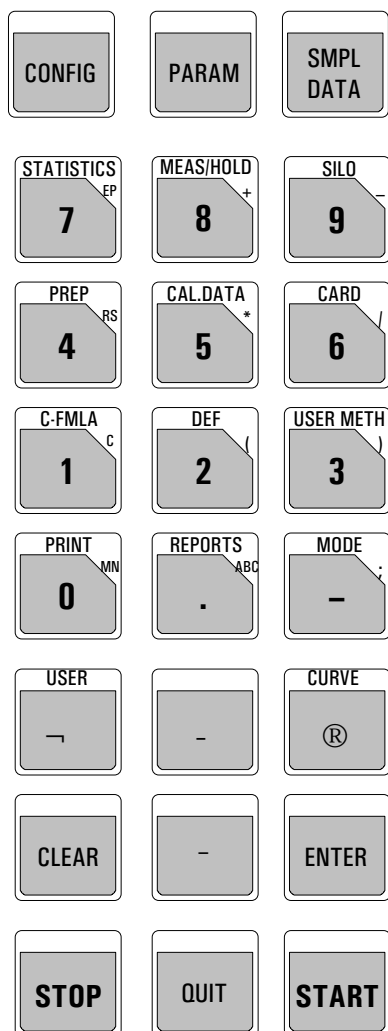 CONFIG PARAM SMPL DATA
STATISTICS MEAS/HOLD SILO
EP + –
7 8 9
PREP CAL.DATA CARD
RS * /
4 5 6
C-FMLA DEF USER METH
C ( )
1 2 3
PRINT REPORTS MODE
MN ABC ;
0 . –
USER CURVE
¬ - ®
CLEAR – ENTER
STOP QUIT START